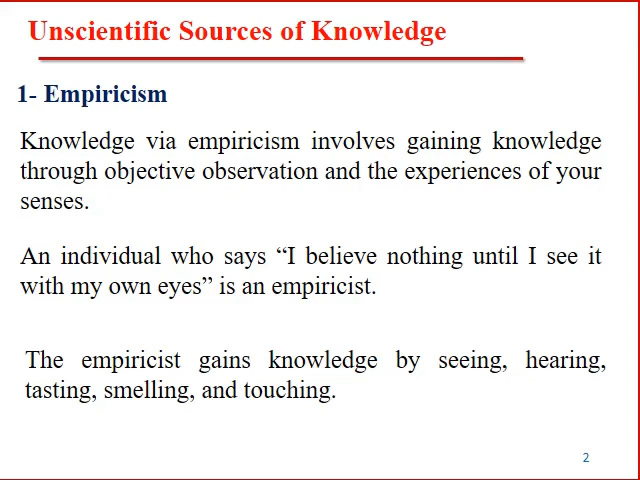 Unscientific Sources of Knowledge
1- Empiricism
Knowledge via empiricism involves gaining knowledge
through objective observation and the experiences of your
senses.
An individual who says “I believe nothing until I see it
with my own eyes” is an empiricist.
The empiricist gains knowledge by seeing, hearing,
tasting, smelling, and touching.
2